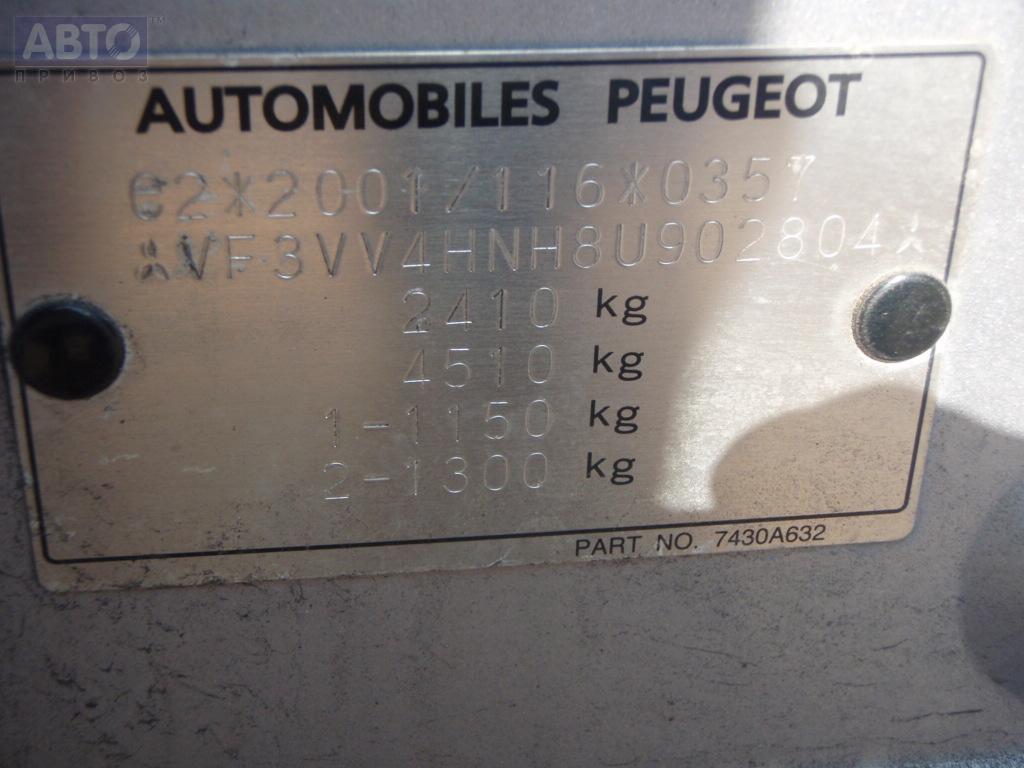 АВТО™
ПРИВОЗ
AUTOMOBILES PEUGEOT
e2*2001/116*0357
*VF3VV4HNH8U902804*
2410 kg
4510 kg
1-1150 kg
2-1300 kg
PART NO. 7430A632